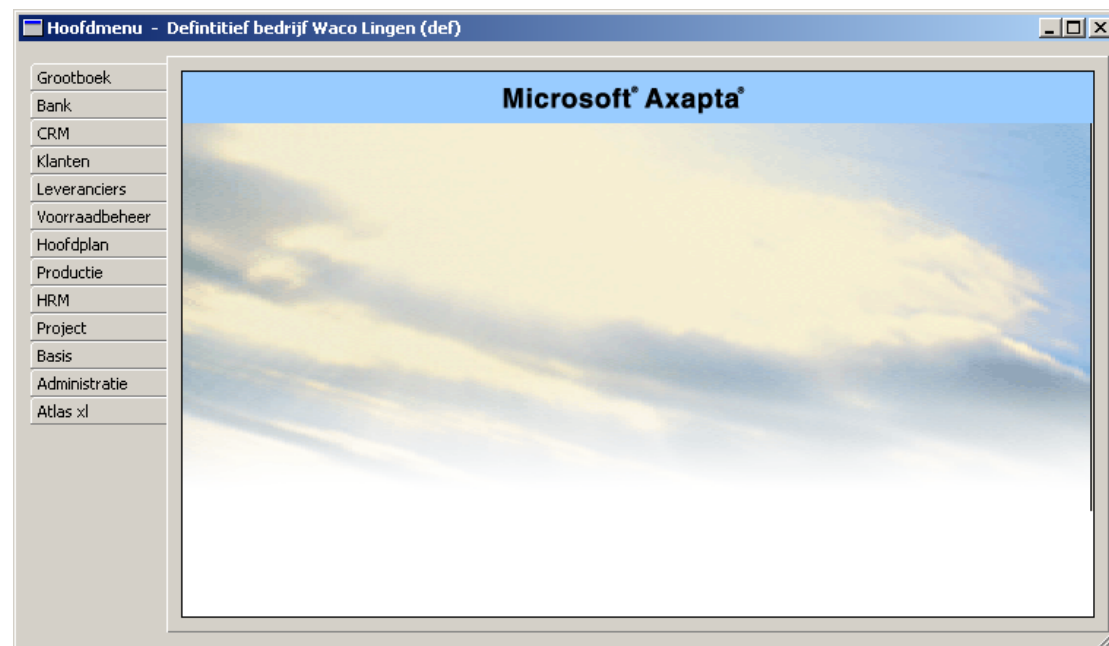 Hoofdmenu - Defintitief bedrijf Waco Lingen (def)
Grootboek
Bank
CRM
Klanten
Leveranciers
Voorraadbeheer
Hoofdplan
Productie
HRM
Project
Basis
Administratie
Atlas xl
Microsoft® Axapta®